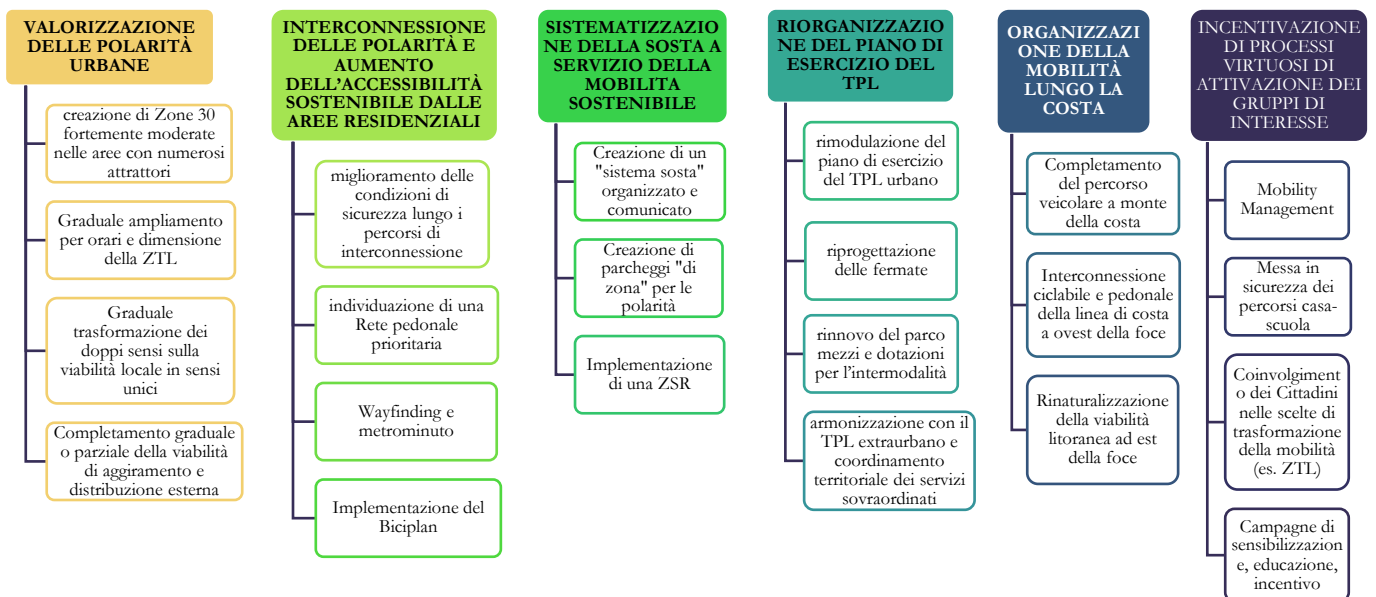 VALORIZZAZIONE
DELLE POLARITÀ
URBANE
creazione di Zone 30
fortemente moderate
nelle aree con numerosi
attrattori
Graduale ampliamento
per orari e dimensione
della ZTL
Graduale
trasformazione dei
doppi sensi sulla
viabilità locale in sensi
unici
Completamento graduale
o parziale della viabilità
di aggiramento e
distribuzione esterna
INTERCONNESSIONE
DELLE POLARITÀ E
AUMENTO
DELL'ACCESSIBILITÀ
SOSTENIBILE DALLE
AREE RESIDENZIALI
miglioramento delle
condizioni di
sicurezza lungo i
percorsi di
interconnessione
individuazione di una
Rete pedonale
prioritaria
Wayfinding e
metrominuto
Implementazione del
Biciplan
SISTEMATIZZAZIO
NE DELLA SOSTA A
SERVIZIO DELLA
MOBILITA
SOSTENIBILE
Creazione di un
"sistema sosta"
organizzato e
comunicato
Creazione di
parcheggi "di
zona" per le
polarità
Implementazione
di una ZSR
RIORGANIZZAZIO
NE DEL PIANO DI
ESERCIZIO DEL
TPL
rimodulazione del
piano di esercizio
del TPL urbano
riprogettazione
delle fermate
rinnovo del parco
mezzi e dotazioni
per l'intermodalità
armonizzazione con il
TPL extraurbano e
coordinamento
territoriale dei servizi
sovraordinati
ORGANIZZAZI
ONE DELLA
MOBILITÀ
LUNGO LA
COSTA
Completamento
del percorso
veicolare a monte
della costa
Interconnessione
ciclabile e pedonale
della linea di costa
a ovest della foce
Rinaturalizzazione
della viabilità
litoranea ad est
della foce
INCENTIVAZIONE
DI PROCESSI
VIRTUOSI DI
ATTIVAZIONE DEI
GRUPPI DI
INTERESSE
Mobility
Management
Messa in
sicurezza dei
percorsi casa-
scuola
Coinvolgiment
o dei Cittadini
nelle scelte di
trasformazione
della mobilità
(es. ZTL)
Campagne di
sensibilizzazion
e, educazione,
incentivo